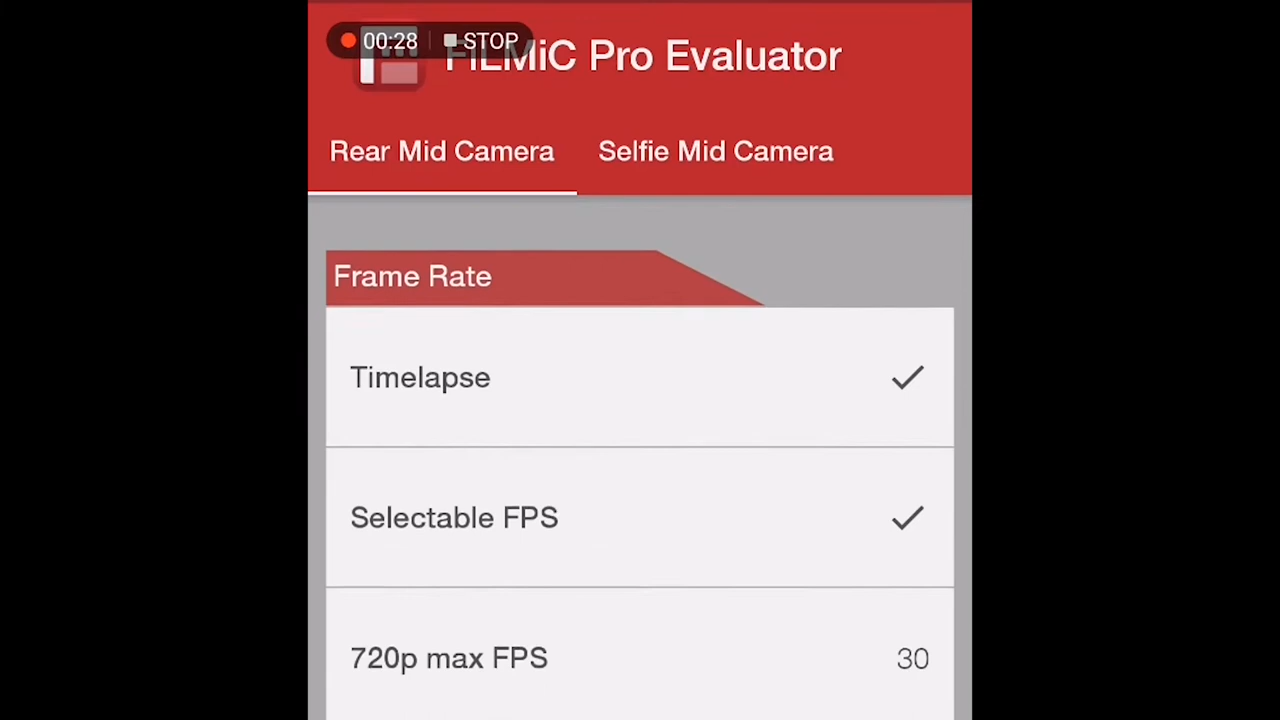 00:28 STOP
FiLMiC Pro Evaluator
Rear Mid Camera Selfie Mid Camera
Frame Rate
Timelapse
Selectable FPS
720p max FPS 30